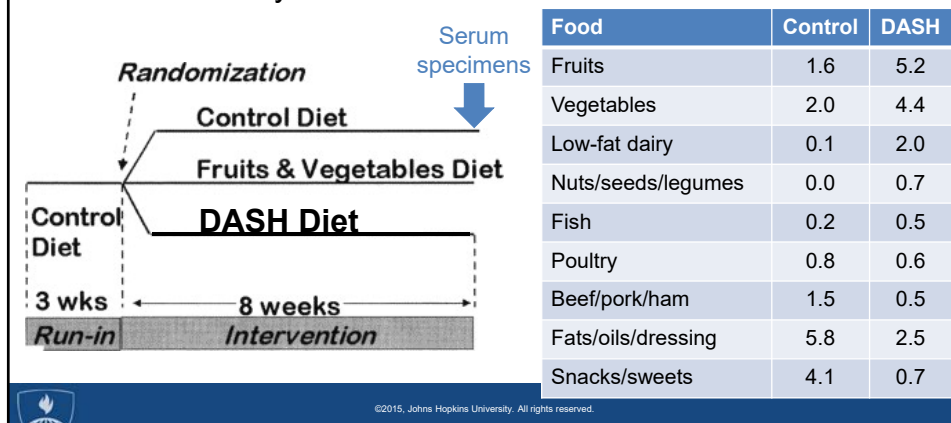 Serum
specimens
Randomization
Control Diet
Fruits & Vegetables Diet
DASH Diet
Control
Diet
3 wks
8 weeks
Run-in
Intervention
Food Control DASH
Fruits 1.6 5.2
Vegetables 2.0 4.4
Low-fat dairy 0.1 2.0
Nuts/seeds/legumes 0.0 0.7
Fish 0.2 0.5
Poultry 0.8 0.6
Beef/pork/ham 1.5 0.5
Fats/oils/dressing 5.8 2.5
Snacks/sweets 4.1 0.7
©2015, Johns Hopkins University. All rights reserved.